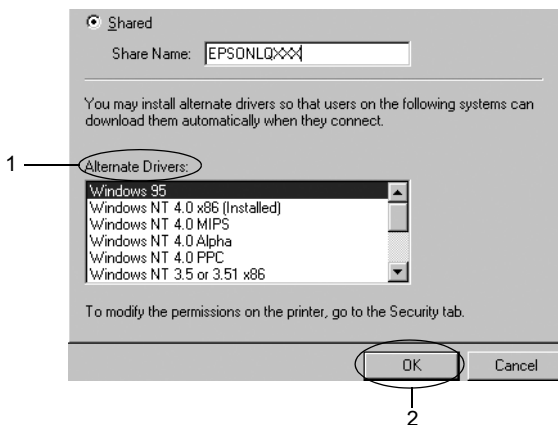 Shared
Share Name: EPSONLQXXX
You may install alternate drivers so that users on the following systems can
download them automatically when they connect.
1
Alternate Drivers:
Windows 95
Windows NT 4.0 x86 (Installed)
Windows NT 4.0 MIPS
Windows NT 4.0 Alpha
Windows NT 4.0 PPC
Windows NT 3.5 or 3.51 x86
To modify the permissions on the printer, go to the Security tab.
OK Cancel
2